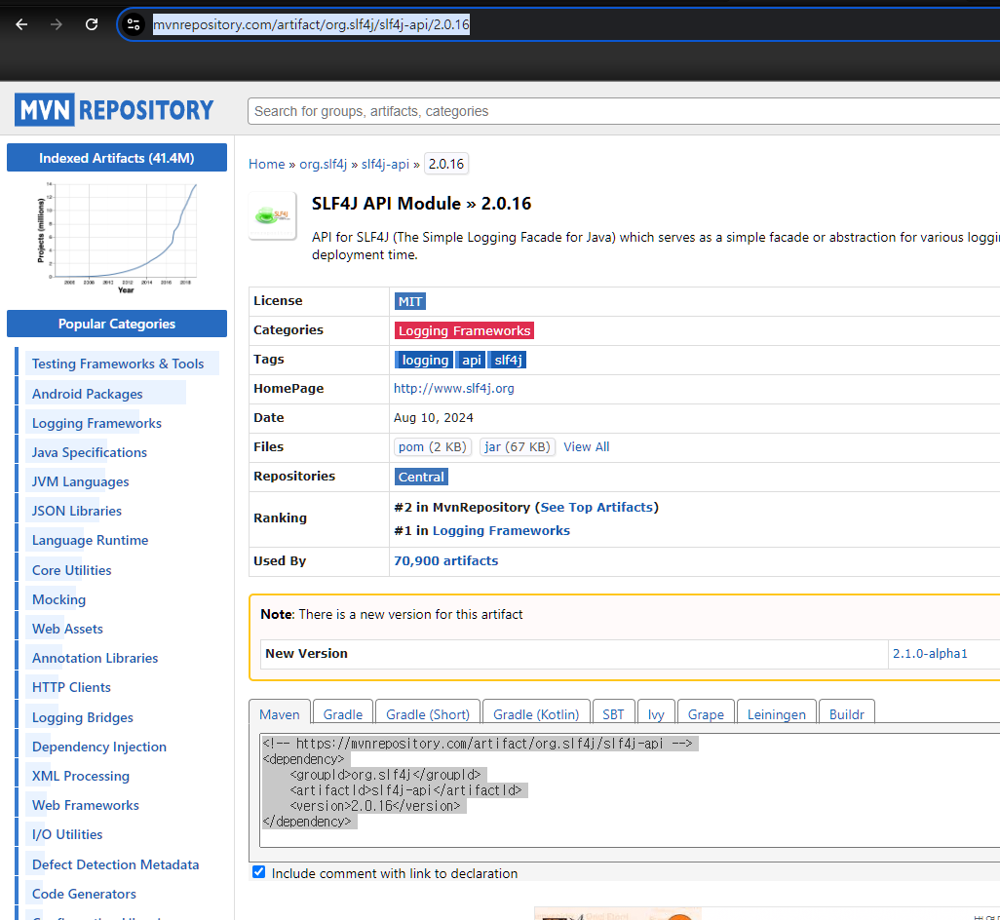 mvnrepository.com/artifact/org.slf4j/slf4j-api/2.0.16
MVN REPOSITORY
Search for groups, artifacts, categories
Indexed Artifacts (41.4M)
Projects (millions)
Year
Popular Categories
Testing Frameworks & Tools
Android Packages
Logging Frameworks
Java Specifications
JVM Languages
JSON Libraries
Language Runtime
Core Utilities
Mocking
Web Assets
Annotation Libraries
HTTP Clients
Logging Bridges
Dependency Injection
XML Processing
Web Frameworks
I/O Utilities
Defect Detection Metadata
Code Generators
Home » org.slf4j » slf4j-api » 2.0.16
SLF4J API Module » 2.0.16
API for SLF4J (The Simple Logging Facade for Java) which serves as a simple facade or abstraction for various
deployment time.
License MIT
Categories Logging Frameworks
Tags logging api slf4j
HomePage http://www.slf4j.org
Date Aug 10, 2024
Files pom (2 KB) jar (67 KB) View All
Repositories Central
Ranking #2 in MvnRepository (See Top Artifacts)
#1 in Logging Frameworks
Used By 70,900 artifacts
Note: There is a new version for this artifact
New Version 2.1.0-alpha1
Maven Gradle Gradle (Short) Gradle (Kotlin) SBT Ivy Grape Leiningen Buildr
<!-- https://mvnrepository.com/artifact/org.slf4j/slf4j-api -->
<dependency>
<groupId>org.slf4j</groupId>
<artifactId>slf4j-api</artifactId>
<version>2.0.16</version>
</dependency>
Include comment with link to declaration